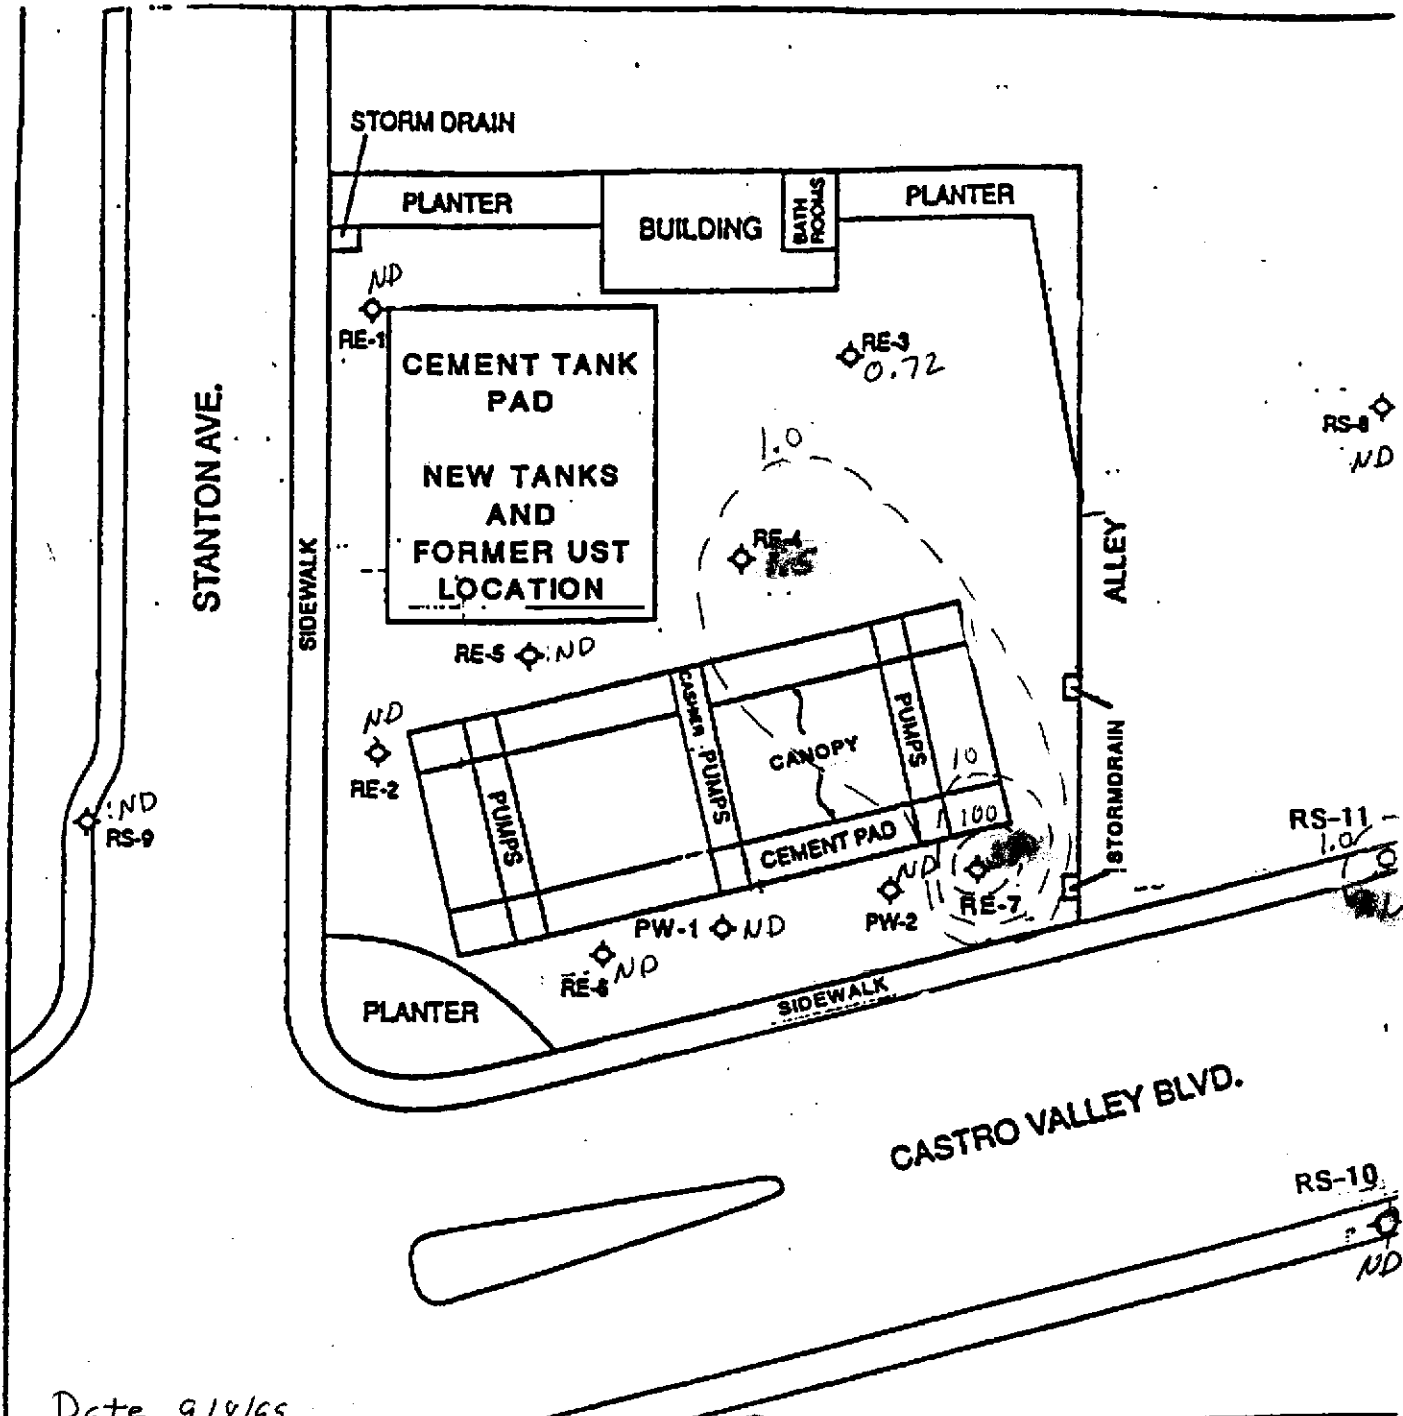 STORM DRAIN
PLANTER
BUILDING
BATH
ROOMS
PLANTER
ND
RE-1
CEMENT TANK
PAD
NEW TANKS
AND
FORMER UST
LOCATION
RE-3
0.72
STANTON AVE.
SIDEWALK
1.0
RS-8
ND
RE-4
ALLEY
RE-5
ND
ND
RE-2
CASHIER
PUMPS
PUMPS
CANOPY
PUMPS
10
100
STORMDRAIN
ND
RS-9
CEMENT PAD
RS-11
1.0
ND
PW-2
RE-7
PW-1
ND
RE-6
ND
PLANTER
SIDEWALK
CASTRO VALLEY BLVD.
RS-10
ND
Date